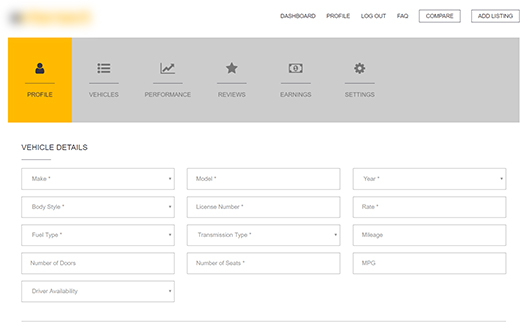 DASHBOARD PROFILE LOG OUT FAQ COMPARE ADD LISTING
PROFILE VEHICLES PERFORMANCE REVIEWS EARNINGS SETTINGS
VEHICLE DETAILS
Make * Model * Year *
Body Style * License Number * Rate *
Fuel Type * Transmission Type * Mileage
Number of Doors Number of Seats * MPG
Driver Availability